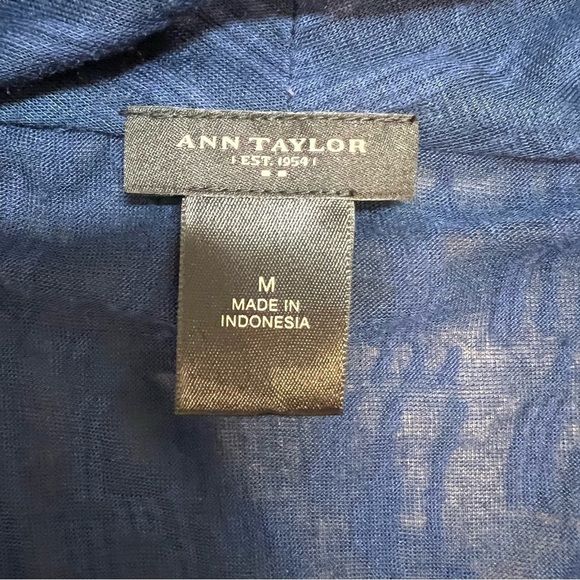 ANN TAYLOR
| EST. 1954 |
M
MADE IN
INDONESIA